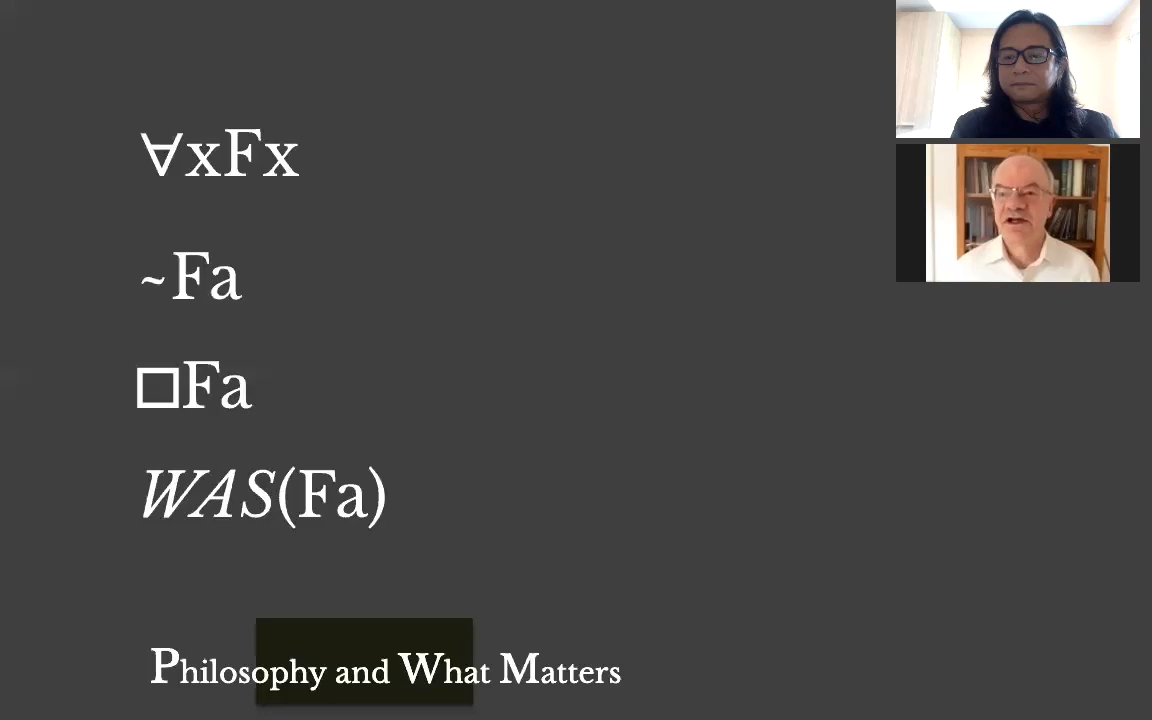 ∀xFx
~Fa
□Fa
WAS(Fa)
Philosophy and What Matters